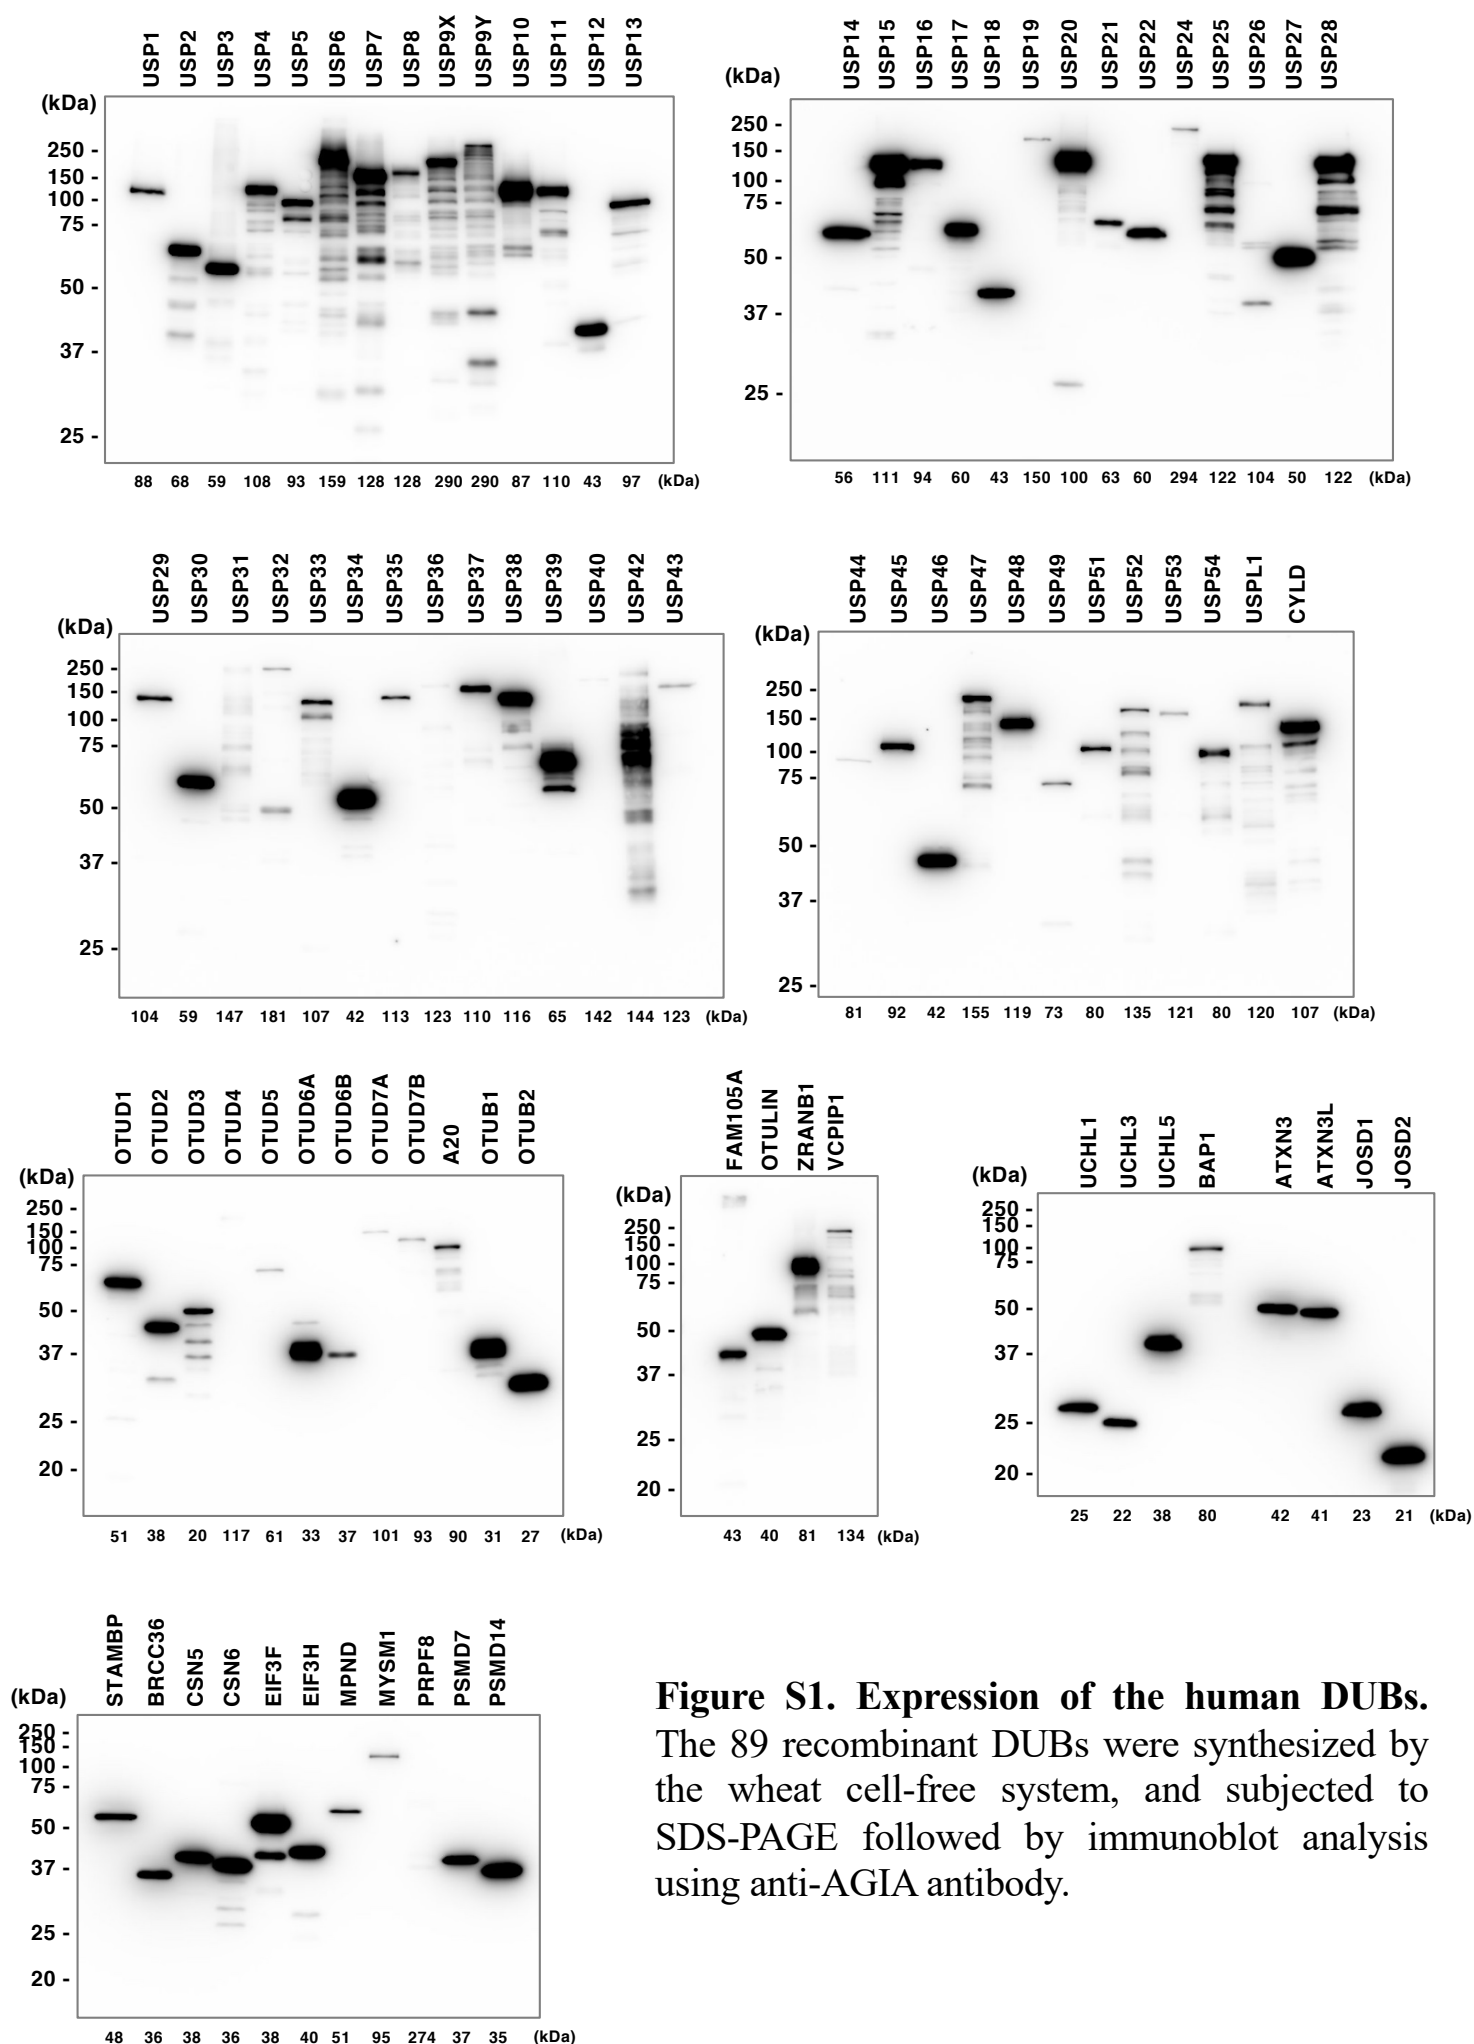 USP1 USP2 USP3 USP4 USP5 USP6 USP7 USP8 USP9X USP9Y USP10 USP11 USP12 USP13
(kDa)
250 -
150 -
100 -
75 -
50 -
37 -
25 -
88 68 59 108 93 159 128 128 290 290 87 110 43 97 (kDa)
USP14 USP15 USP16 USP17 USP18 USP19 USP20 USP21 USP22 USP24 USP25 USP26 USP27 USP28
(kDa)
250 -
150 -
100 -
75 -
50 -
37 -
25 -
56 111 94 60 43 150 100 63 60 294 122 104 50 122 (kDa)
USP29 USP30 USP31 USP32 USP33 USP34 USP35 USP36 USP37 USP38 USP39 USP40 USP42 USP43
(kDa)
250 -
150 -
100 -
75 -
50 -
37 -
25 -
104 59 147 181 107 42 113 123 110 116 65 142 144 123 (kDa)
USP44 USP45 USP46 USP47 USP48 USP49 USP51 USP52 USP53 USP54 USPL1 CYLD
(kDa)
250 -
150 -
100 -
75 -
50 -
37 -
25 -
81 92 42 155 119 73 80 135 121 80 120 107 (kDa)
OTUD1 OTUD2 OTUD3 OTUD4 OTUD5 OTUD6A OTUD6B OTUD7A OTUD7B A20 OTUB1 OTUB2
(kDa)
250 -
150 -
100 -
75 -
50 -
37 -
25 -
20 -
51 38 20 117 61 33 37 101 93 90 31 27 (kDa)
FAM105A OTULIN ZRANB1 VCPIP1
(kDa)
250 -
150 -
100 -
75 -
50 -
37 -
25 -
20 -
43 40 81 134 (kDa)
UCHL1 UCHL3 UCHL5 BAP1 ATXN3 ATXN3L JOSD1 JOSD2
(kDa)
250 -
150 -
100 -
75 -
50 -
37 -
25 -
20 -
25 22 38 80 42 41 23 21 (kDa)
STAMBP BRCC36 CSN5 CSN6 EIF3F EIF3H MPND MYSM1 PRPF8 PSMD7 PSMD14
(kDa)
250 -
150 -
100 -
75 -
50 -
37 -
25 -
20 -
48 36 38 36 38 40 51 95 274 37 35 (kDa)
Figure S1. Expression of the human DUBs.
The 89 recombinant DUBs were synthesized by
the wheat cell-free system, and subjected to
SDS-PAGE followed by immunoblot analysis
using anti-AGIA antibody.